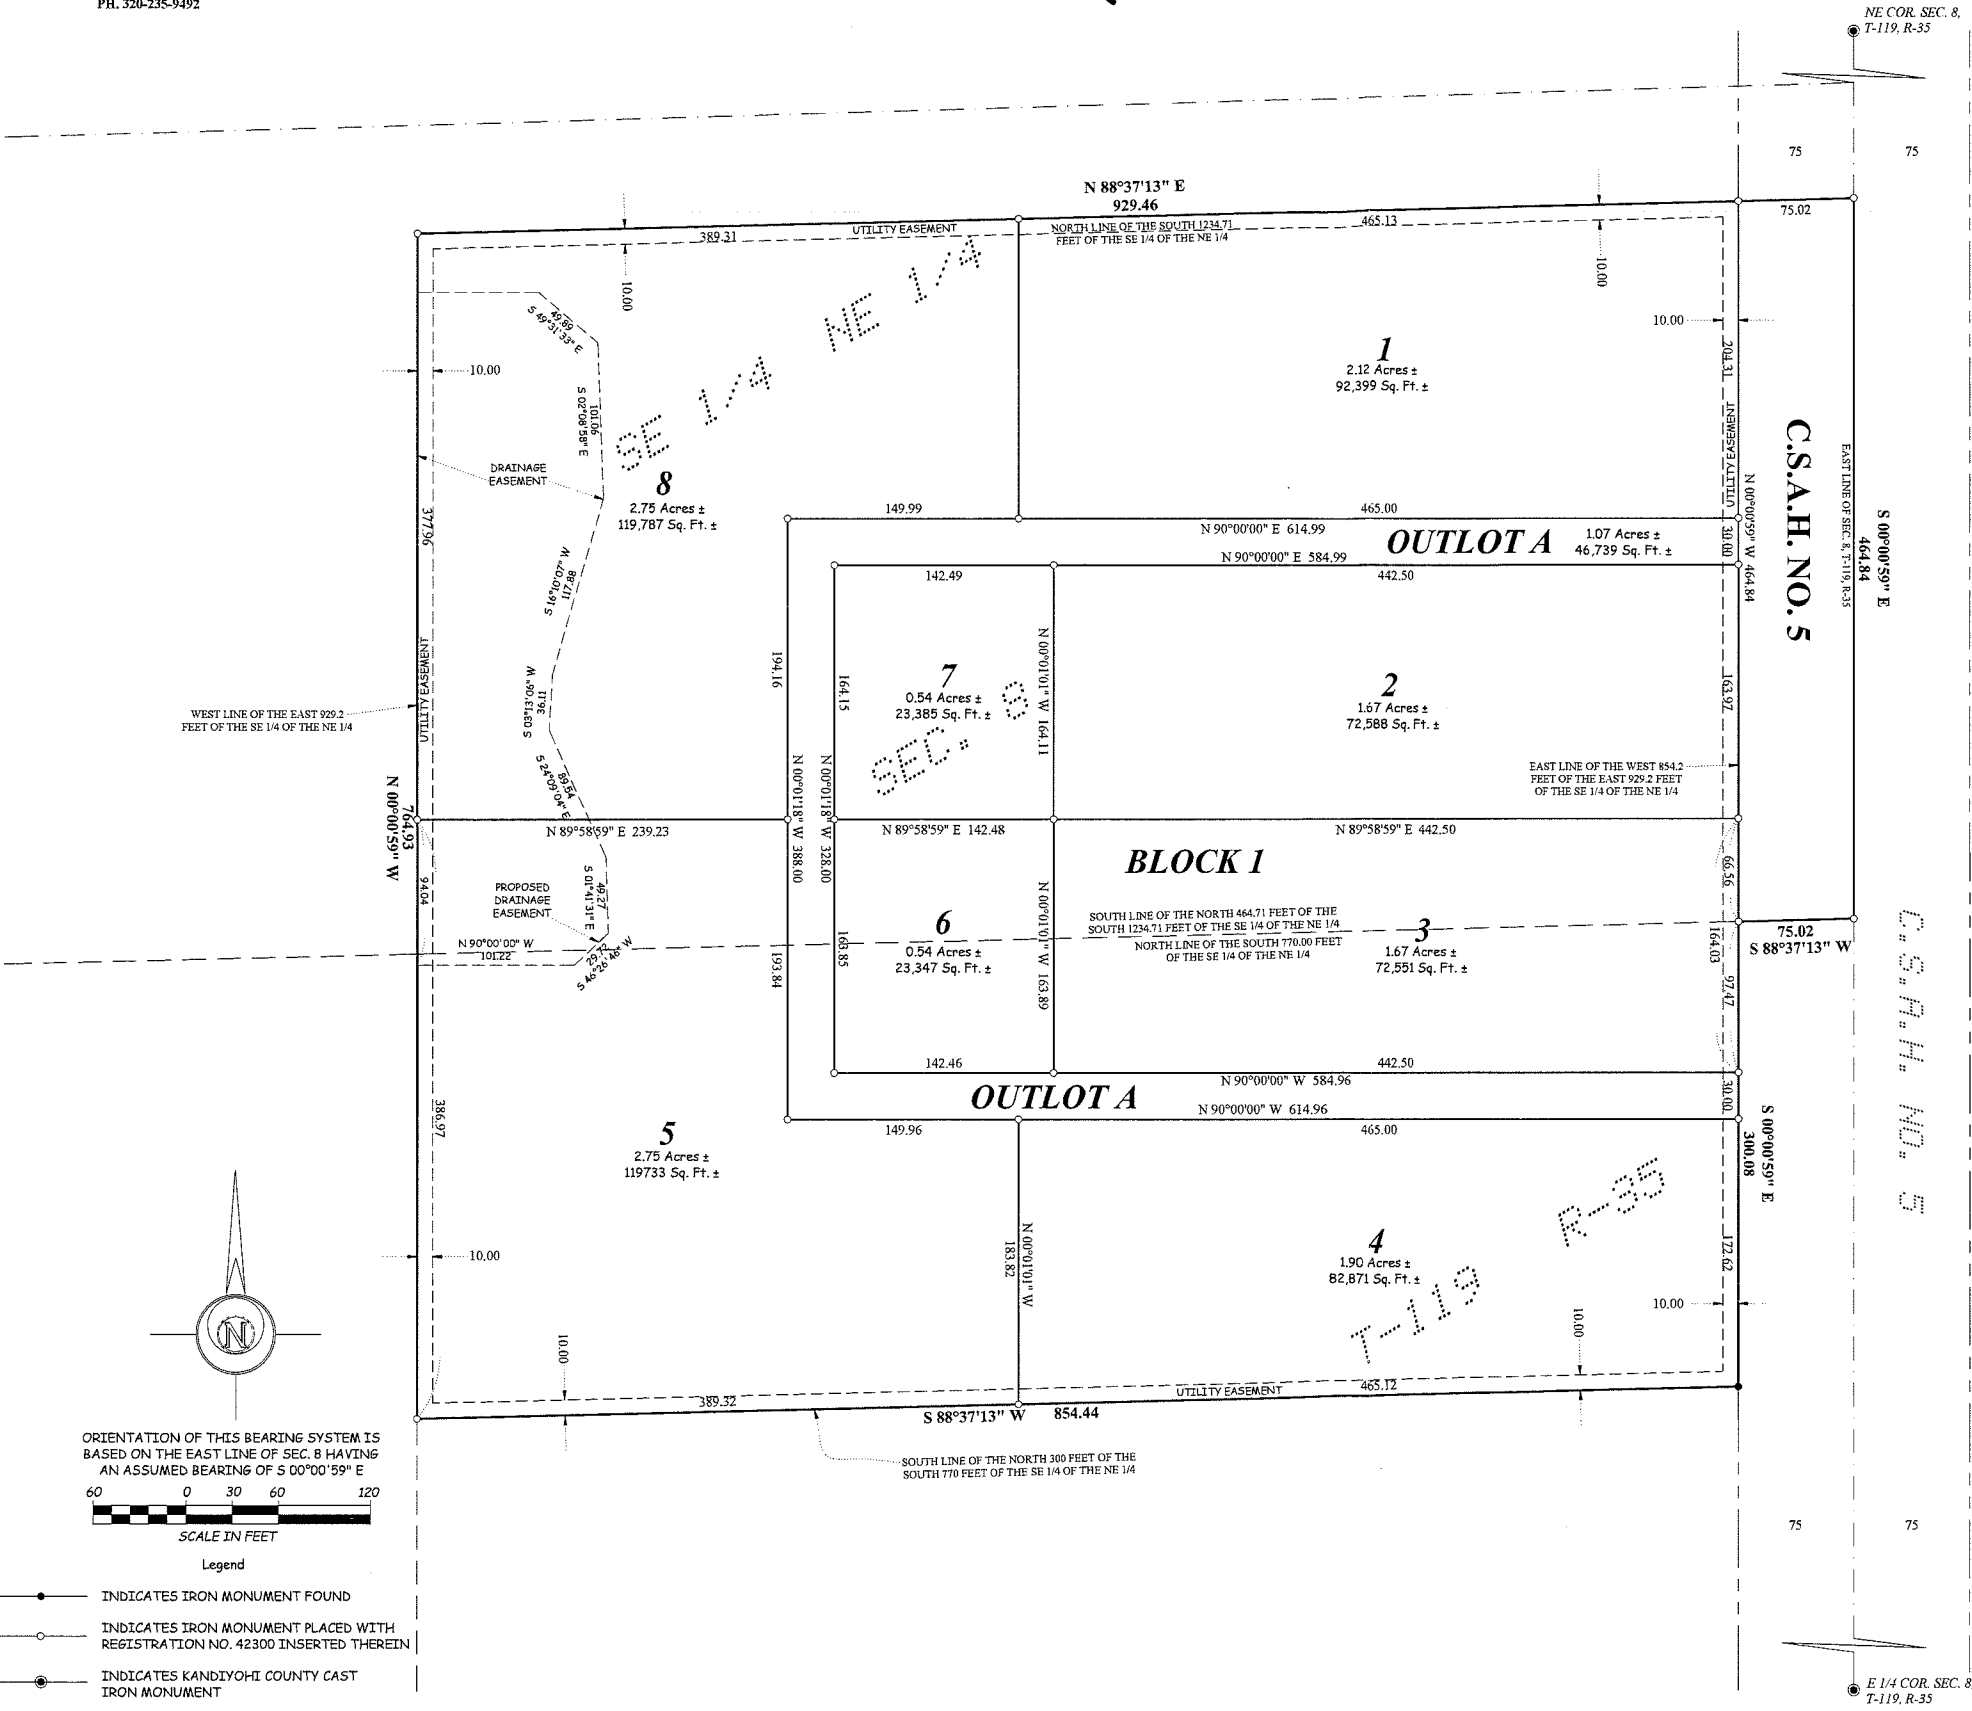 PH. 320-235-9492
NE COR. SEC. 8,
T-119, R-35
75
75
N 88°37'13" E
929.46
75.02
389.31
UTILITY EASEMENT
NORTH LINE OF THE SOUTH 1234.71
FEET OF THE SE 1/4 OF THE NE 1/4
465.13
10.00
10.00
49.89
S 49°31'33" E
SE 1/4 NE 1/4
10.00
10.00
1
2.12 Acres ±
92,399 Sq. Ft. ±
204.31
UTILITY EASEMENT
101.06
S 02°08'58" E
DRAINAGE
EASEMENT
8
2.75 Acres ±
119,787 Sq. Ft. ±
377.96
149.99
465.00
N 90°00'00" E 614.99
OUTLOT A
1.07 Acres ±
46,739 Sq. Ft. ±
30.00
N 00°00'59" W 464.84
C.S.A.H. NO. 5
EAST LINE OF SEC. 8, T-119, R-35
S 00°00'59" E
464.84
N 90°00'00" E 584.99
142.49
442.50
S 16°10'07" W
117.88
UTILITY EASEMENT
WEST LINE OF THE EAST 929.2
FEET OF THE SE 1/4 OF THE NE 1/4
S 03°13'06" W
36.11
194.16
164.15
7
0.54 Acres ±
23,385 Sq. Ft. ±
SEC. 8
N 00°01'01" W 164.11
2
1.67 Acres ±
72,588 Sq. Ft. ±
163.97
EAST LINE OF THE WEST 854.2
FEET OF THE EAST 929.2 FEET
OF THE SE 1/4 OF THE NE 1/4
89.54
S 24°09'04" E
N 00°00'59" W
764.93
N 89°58'59" E 239.23
N 00°01'18" W 388.00
N 00°01'18" W 328.00
N 89°58'59" E 142.48
N 89°58'59" E 442.50
BLOCK 1
66.56
94.04
PROPOSED
DRAINAGE
EASEMENT
49.27
S 01°41'31" E
N 90°00'00" W
101.22
29.72
S 46°26'46" W
6
0.54 Acres ±
23,347 Sq. Ft. ±
163.85
193.84
N 00°01'01" W 163.89
SOUTH LINE OF THE NORTH 464.71 FEET OF THE
SOUTH 1234.71 FEET OF THE SE 1/4 OF THE NE 1/4
NORTH LINE OF THE SOUTH 770.00 FEET
OF THE SE 1/4 OF THE NE 1/4
3
1.67 Acres ±
72,551 Sq. Ft. ±
164.03
97.47
75.02
S 88°37'13" W
C.S.A.H. NO. 5
142.46
442.50
N 90°00'00" W 584.96
OUTLOT A
N 90°00'00" W 614.96
30.00
149.96
465.00
386.97
5
2.75 Acres ±
119733 Sq. Ft. ±
S 00°00'59" E
300.08
N 00°01'01" W
183.82
4
1.90 Acres ±
82,871 Sq. Ft. ±
T-119 R-35
172.62
10.00
10.00
10.00
10.00
N
389.32
S 88°37'13" W 854.44
UTILITY EASEMENT
465.12
SOUTH LINE OF THE NORTH 300 FEET OF THE
SOUTH 770 FEET OF THE SE 1/4 OF THE NE 1/4
ORIENTATION OF THIS BEARING SYSTEM IS
BASED ON THE EAST LINE OF SEC. 8 HAVING
AN ASSUMED BEARING OF S 00°00'59" E
60 0 30 60 120
SCALE IN FEET
Legend
INDICATES IRON MONUMENT FOUND
INDICATES IRON MONUMENT PLACED WITH
REGISTRATION NO. 42300 INSERTED THEREIN
INDICATES KANDIYOHI COUNTY CAST
IRON MONUMENT
75
75
E 1/4 COR. SEC. 8,
T-119, R-35